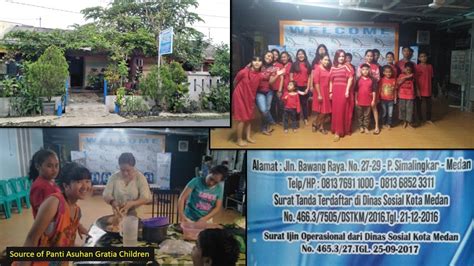 WELCOME
Alamat : Jln. Bawang Raya. No. 27-29 - P. Simalingkar - Medan
Telp/HP : 0813 7691 1000 - 0813 6852 3311
Surat Tanda Terdaftar di Dinas Sosial Kota Medan
No. 466.3/7505/DSTKM/2016.Tgl. 21-12-2016
Surat Ijin Operational dari Dinas Sosial Kota Medan
No. 465.3/27.TGL. 25-09-2017
Source of Panti Asuhan Gratia Children